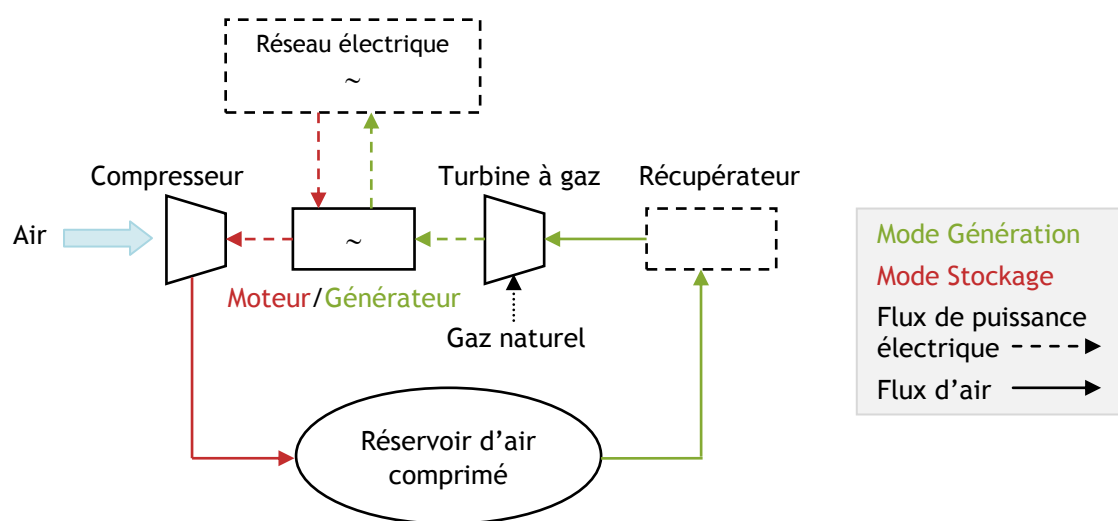 Réseau électrique
~
Compresseur
Turbine à gaz
Récupérateur
Air
~
Moteur/Générateur
Gaz naturel
Réservoir d'air
comprimé
Mode Génération
Mode Stockage
Flux de puissance
électrique
Flux d'air